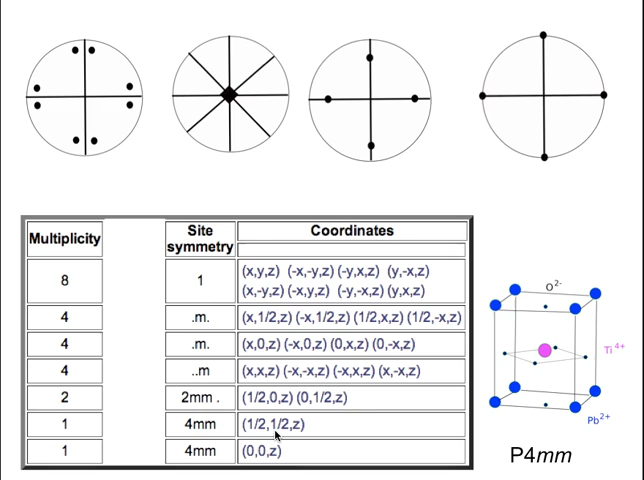 Multiplicity Site symmetry Coordinates
8 1 (x,y,z) (-x,-y,z) (-y,x,z) (y,-x,z)
(x,-y,z) (-x,y,z) (-y,-x,z) (y,x,z)
4 .m. (x,1/2,z) (-x,1/2,z) (1/2,x,z) (1/2,-x,z)
4 .m. (x,0,z) (-x,0,z) (0,x,z) (0,-x,z)
4 ..m (x,x,z) (-x,-x,z) (-x,x,z) (x,-x,z)
2 2mm . (1/2,0,z) (0,1/2,z)
1 4mm (1/2,1/2,z)
1 4mm (0,0,z)
O2-
Ti 4+
Pb2+
P4mm